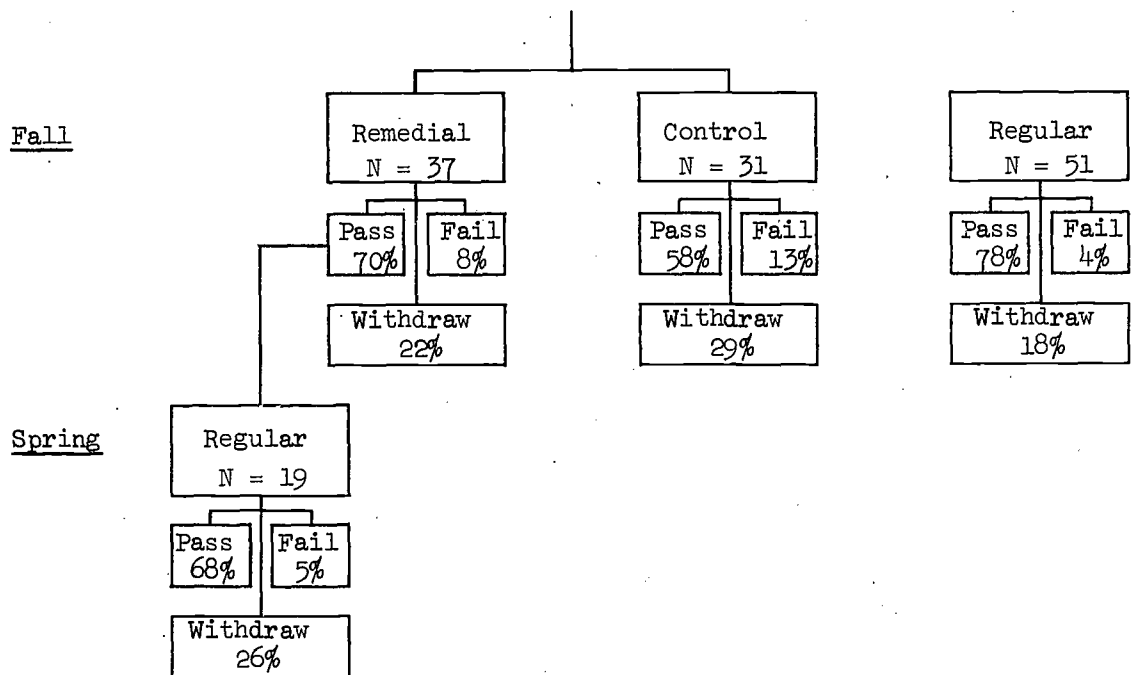 Fall
Remedial
N = 37
Pass
70%
Fail
8%
Withdraw
22%
Control
N = 31
Pass
58%
Fail
13%
Withdraw
29%
Regular
N = 51
Pass
78%
Fail
4%
Withdraw
18%
Spring
Regular
N = 19
Pass
68%
Fail
5%
Withdraw
26%